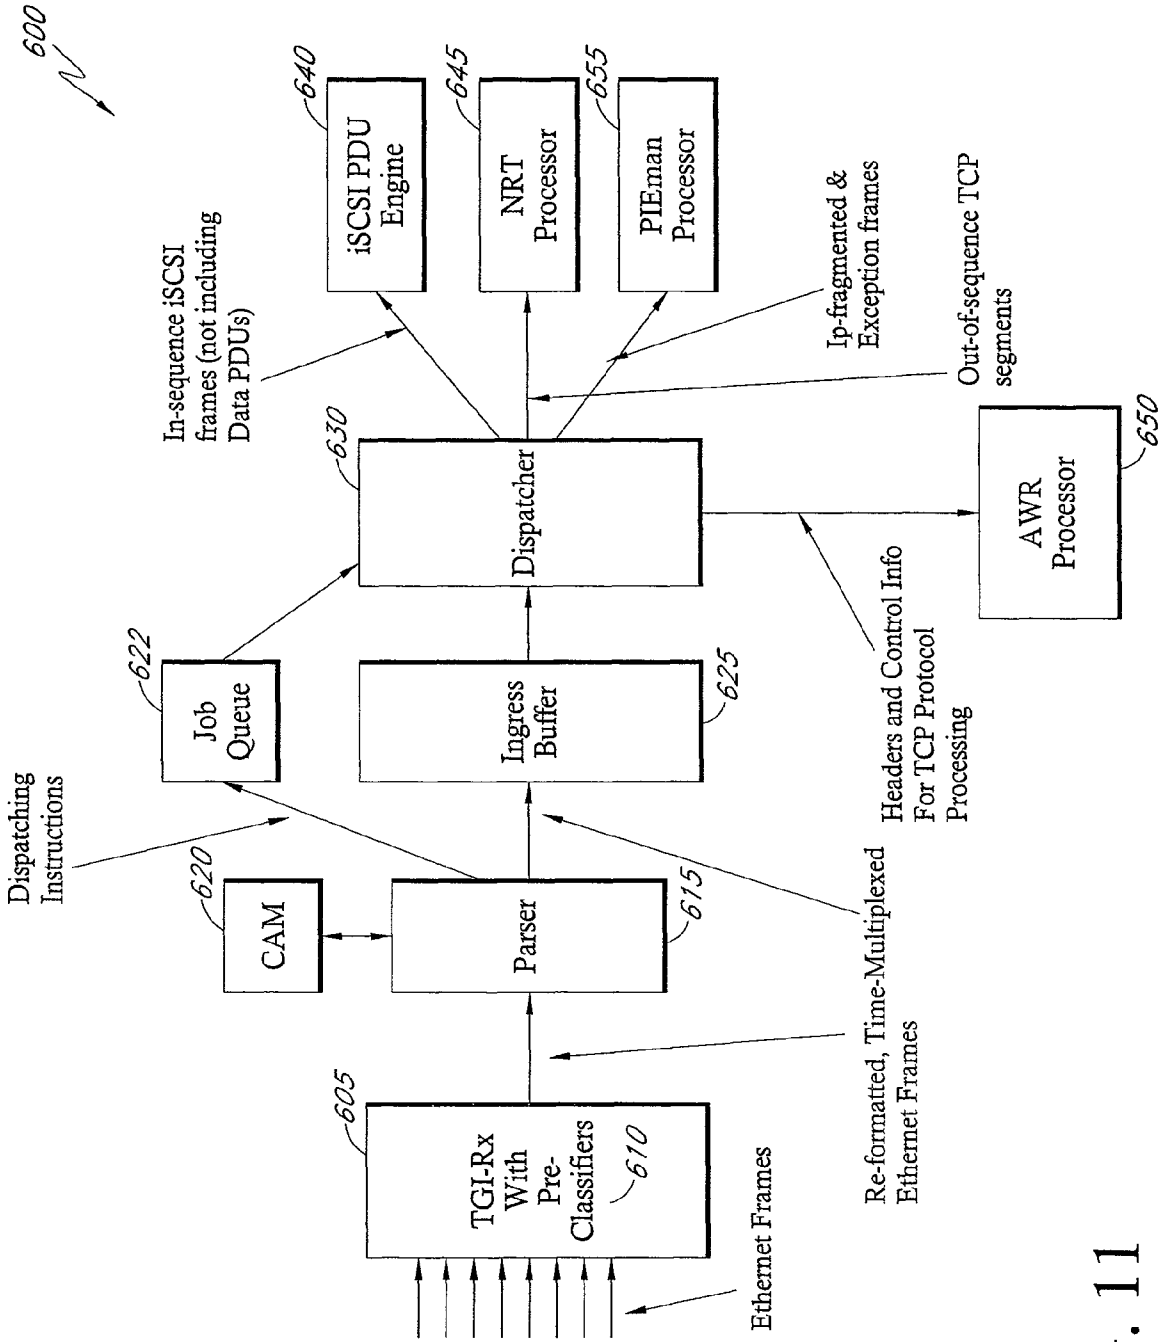 600
640
iSCSI PDU
Engine
645
NRT
Processor
655
PIEman
Processor
In-sequence iSCSI
frames (not including
Data PDUs)
Ip-fragmented &
Exception frames
Out-of-sequence TCP
segments
630
Dispatcher
650
AWR
Processor
Headers and Control Info
For TCP Protocol
Processing
622
Job
Queue
625
Ingress
Buffer
Dispatching
Instructions
620
CAM
615
Parser
Re-formatted, Time-Multiplexed
Ethernet Frames
605
TGI-Rx
With
Pre-
Classifiers
610
Ethernet Frames
. 11